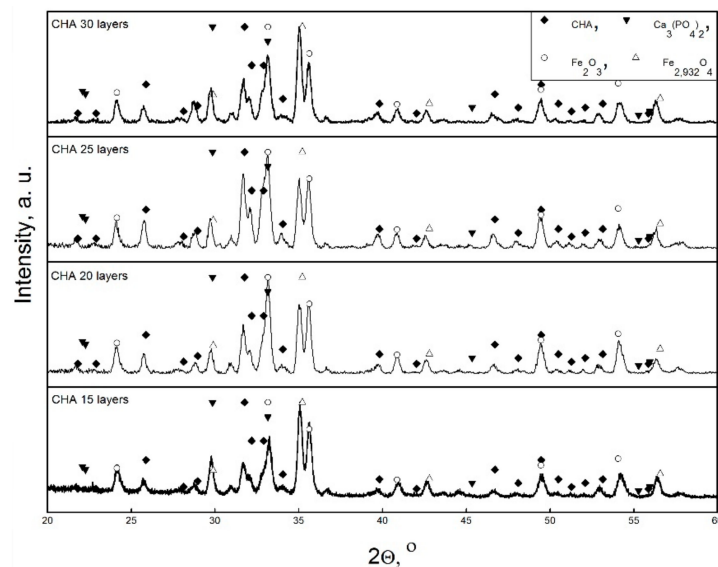 CHA 30 layers
CHA, Ca3(PO4)2
Fe2O3, Fe2,932O4
CHA 25 layers
CHA 20 layers
CHA 15 layers
Intensity, a. u.
20 25 30 35 40 45 50 55 60
2Θ, °